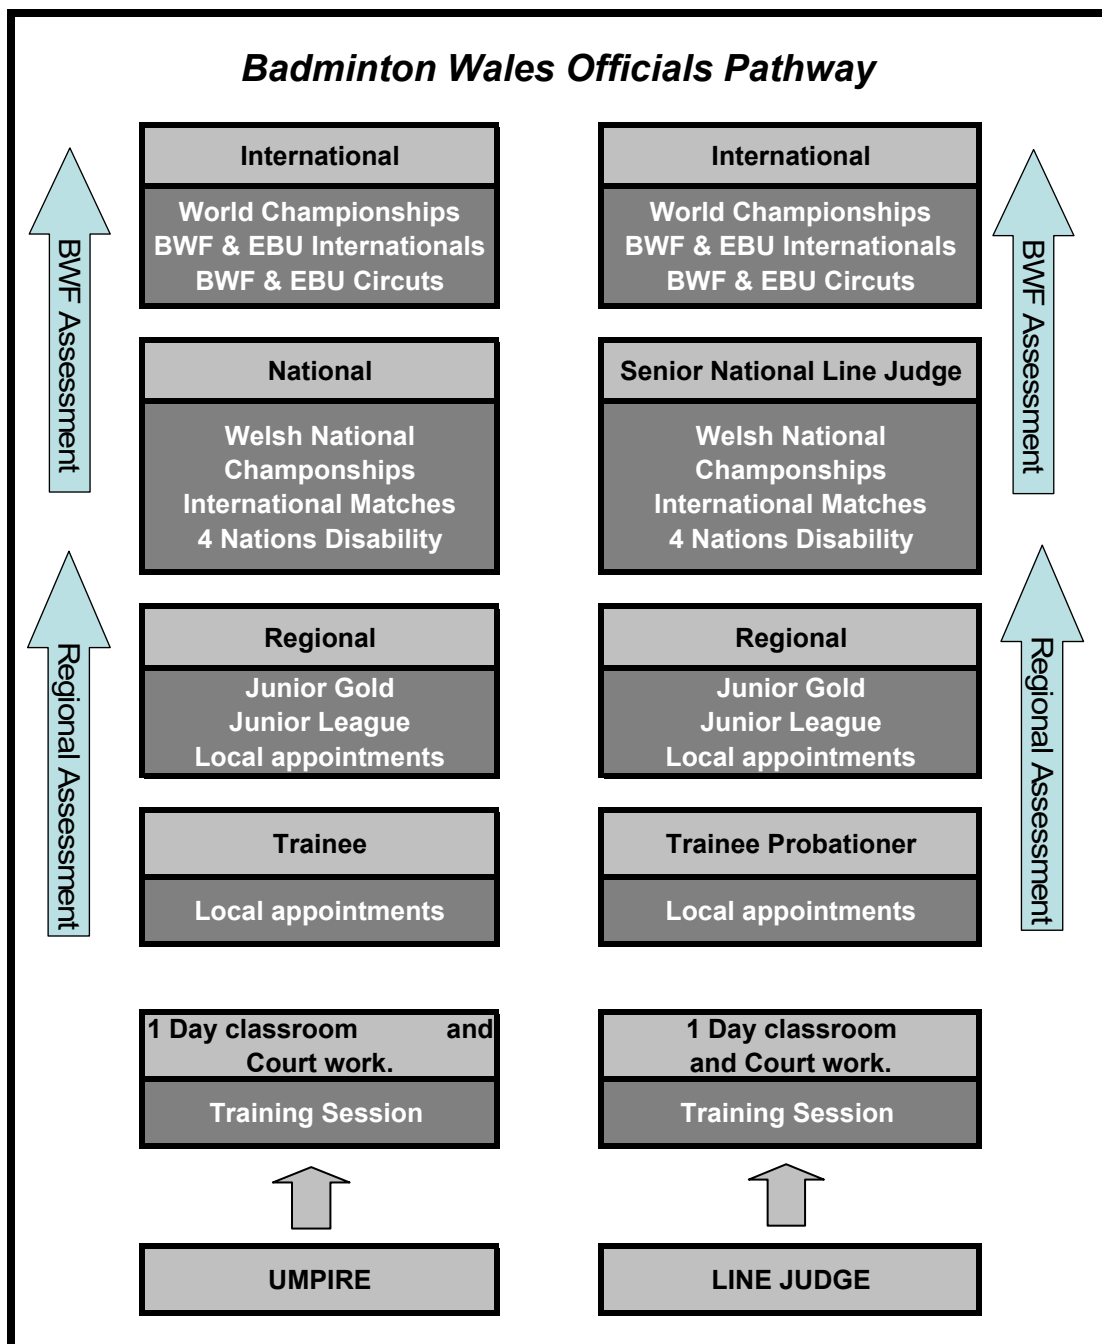 Badminton Wales Officials Pathway
International
World Championships
BWF & EBU Internationals
BWF & EBU Circuts
National
Welsh National
Champonships
International Matches
4 Nations Disability
Regional
Junior Gold
Junior League
Local appointments
Trainee
Local appointments
1 Day classroom and
Court work.
Training Session
UMPIRE
International
World Championships
BWF & EBU Internationals
BWF & EBU Circuts
Senior National Line Judge
Welsh National
Champonships
International Matches
4 Nations Disability
Regional
Junior Gold
Junior League
Local appointments
Trainee Probationer
Local appointments
1 Day classroom
and Court work.
Training Session
LINE JUDGE
BWF Assessment
Regional Assessment
BWF Assessment
Regional Assessment